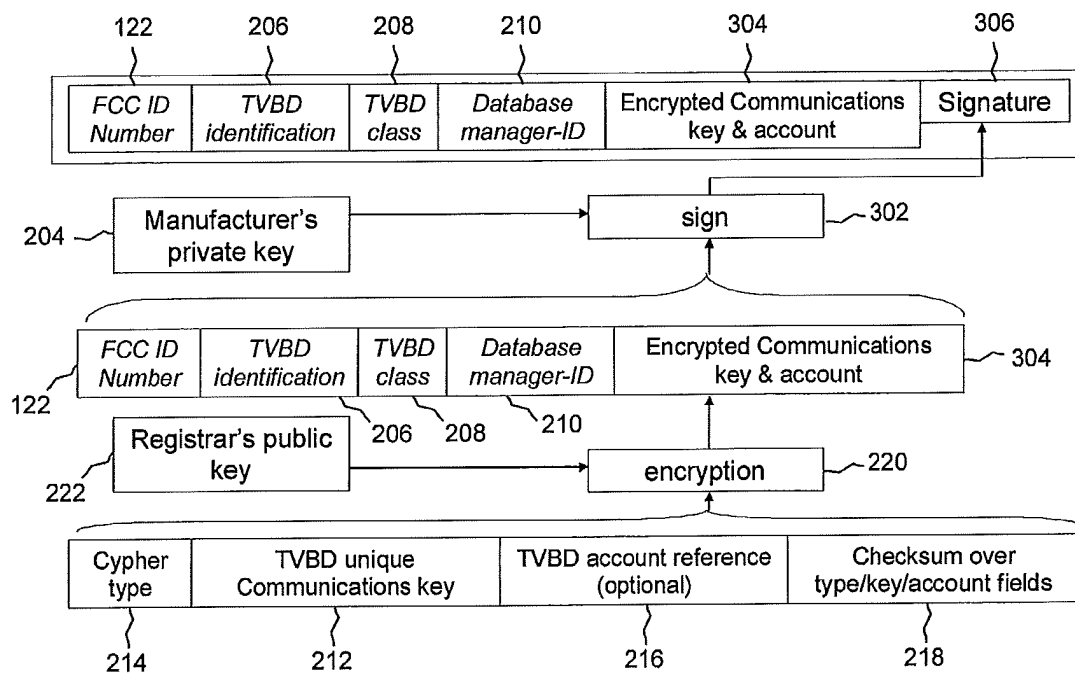 122 206 208 210 304 306
FCC ID Number TVBD identification TVBD class Database manager-ID Encrypted Communications key & account Signature
204 Manufacturer's private key sign 302
FCC ID Number TVBD identification TVBD class Database manager-ID Encrypted Communications key & account 304
122 206 208 210
222 Registrar's public key encryption 220
Cypher type TVBD unique Communications key TVBD account reference (optional) Checksum over type/key/account fields
214 212 216 218